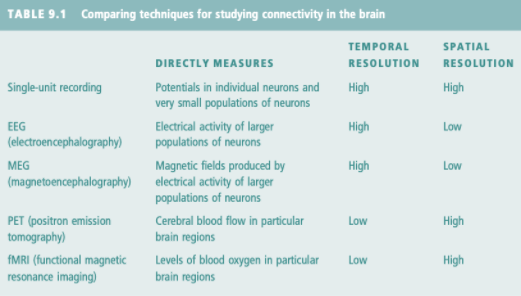 TABLE 9.1 Comparing techniques for studying connectivity in the brain
TEMPORAL SPATIAL
DIRECTLY MEASURES RESOLUTION RESOLUTION
Single-unit recording Potentials in individual neurons and High High
very small populations of neurons
EEG Electrical activity of larger High Low
(electroencephalography) populations of neurons
MEG Magnetic fields produced by High Low
(magnetoencephalography) electrical activity of larger
populations of neurons
PET (positron emission Cerebral blood flow in particular Low High
tomography) brain regions
fMRI (functional magnetic Levels of blood oxygen in particular Low High
resonance imaging) brain regions